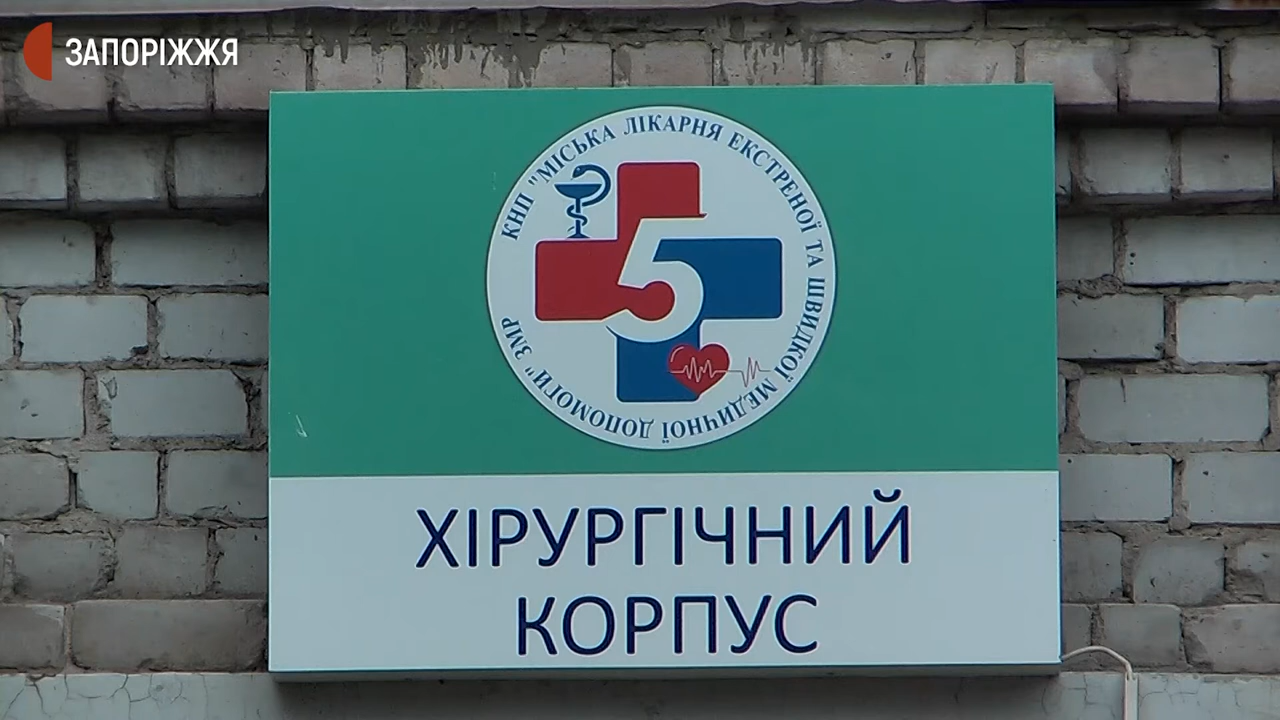 ЗАПОРІЖЖЯ
КНП "МІСЬКА ЛІКАРНЯ ЕКСТРЕНОЇ ТА ШВИДКОЇ МЕДИЧНОЇ ДОПОМОГИ" ЗМР
5
ХІРУРГІЧНИЙ
КОРПУС